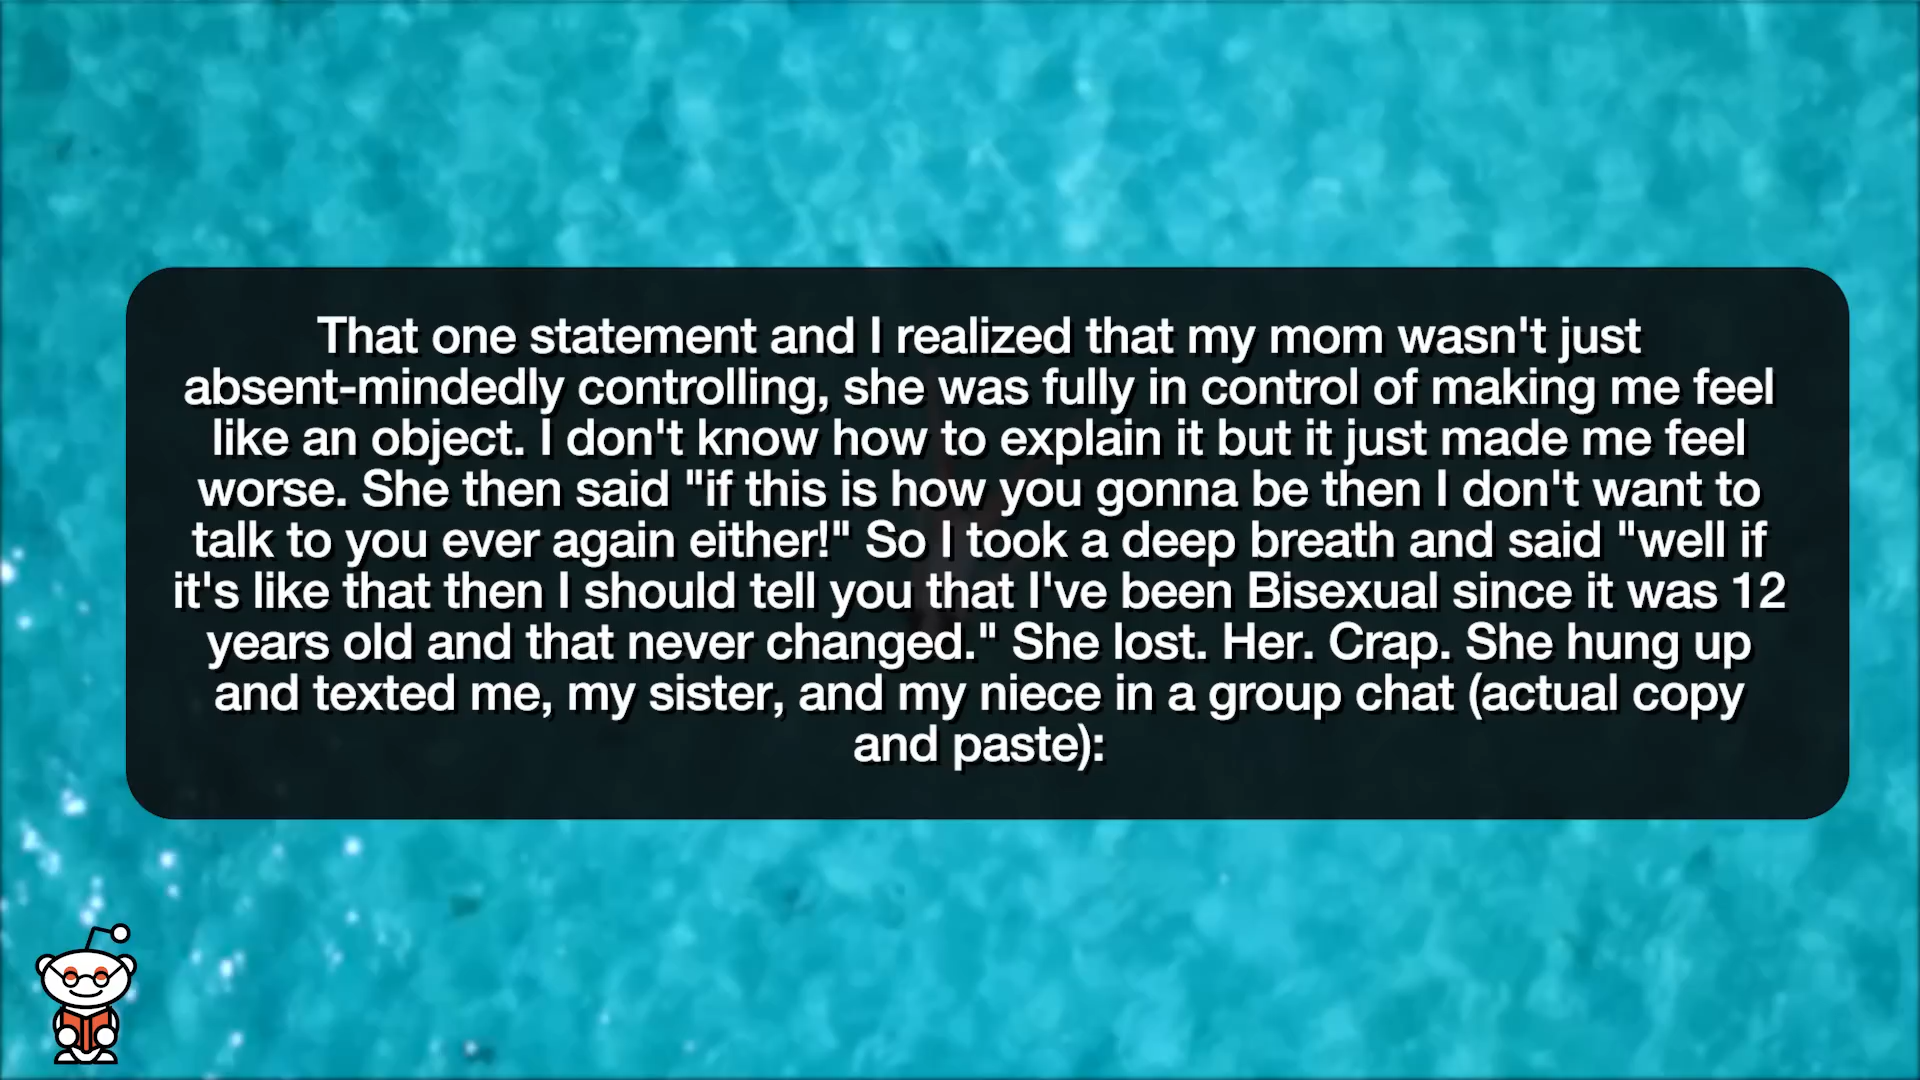 That one statement and I realized that my mom wasn't just
absent-mindedly controlling, she was fully in control of making me feel
like an object. I don't know how to explain it but it just made me feel
worse. She then said "if this is how you gonna be then I don't want to
talk to you ever again either!" So I took a deep breath and said "well if
it's like that then I should tell you that I've been Bisexual since it was 12
years old and that never changed." She lost. Her. Crap. She hung up
and texted me, my sister, and my niece in a group chat (actual copy
and paste):